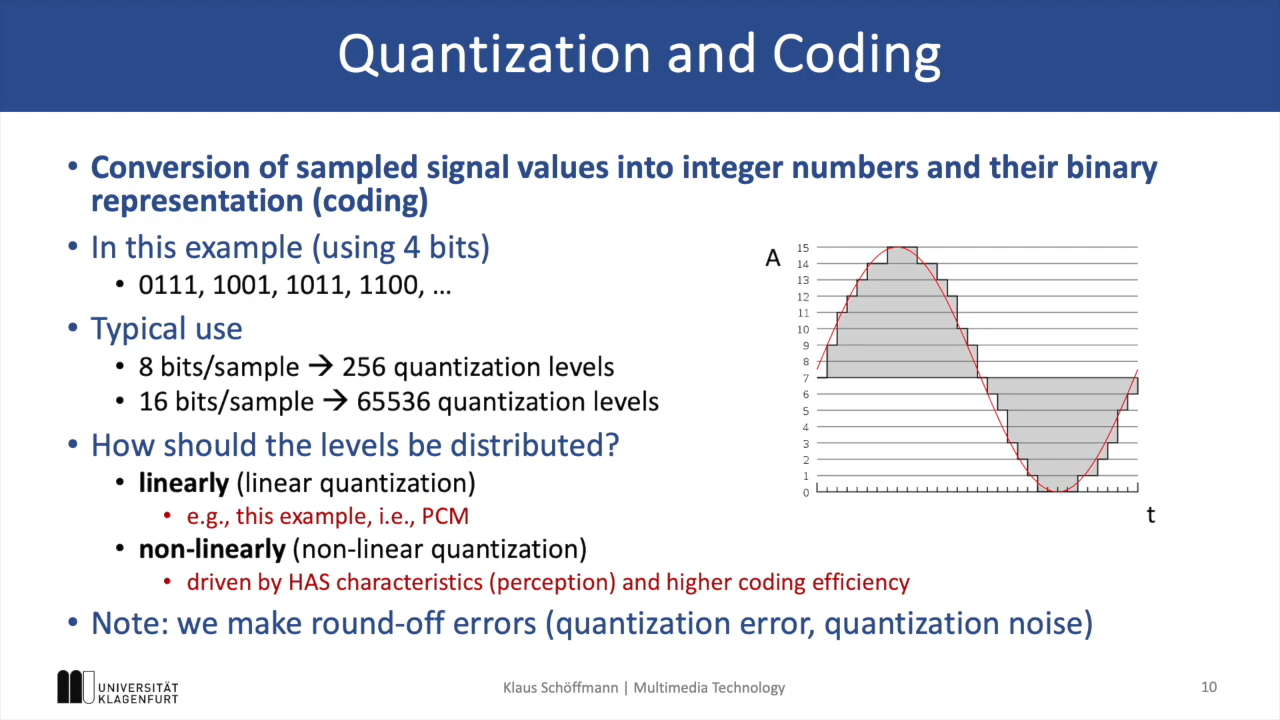 Quantization and Coding
• Conversion of sampled signal values into integer numbers and their binary
representation (coding)
• In this example (using 4 bits)
• 0111, 1001, 1011, 1100, …
• Typical use
• 8 bits/sample → 256 quantization levels
• 16 bits/sample → 65536 quantization levels
• How should the levels be distributed?
• linearly (linear quantization)
• e.g., this example, i.e., PCM
• non-linearly (non-linear quantization)
• driven by HAS characteristics (perception) and higher coding efficiency
• Note: we make round-off errors (quantization error, quantization noise)
A
15
14
13
12
11
10
9
8
7
6
5
4
3
2
1
0
t
UNIVERSITÄT
KLAGENFURT
Klaus Schöffmann | Multimedia Technology
10